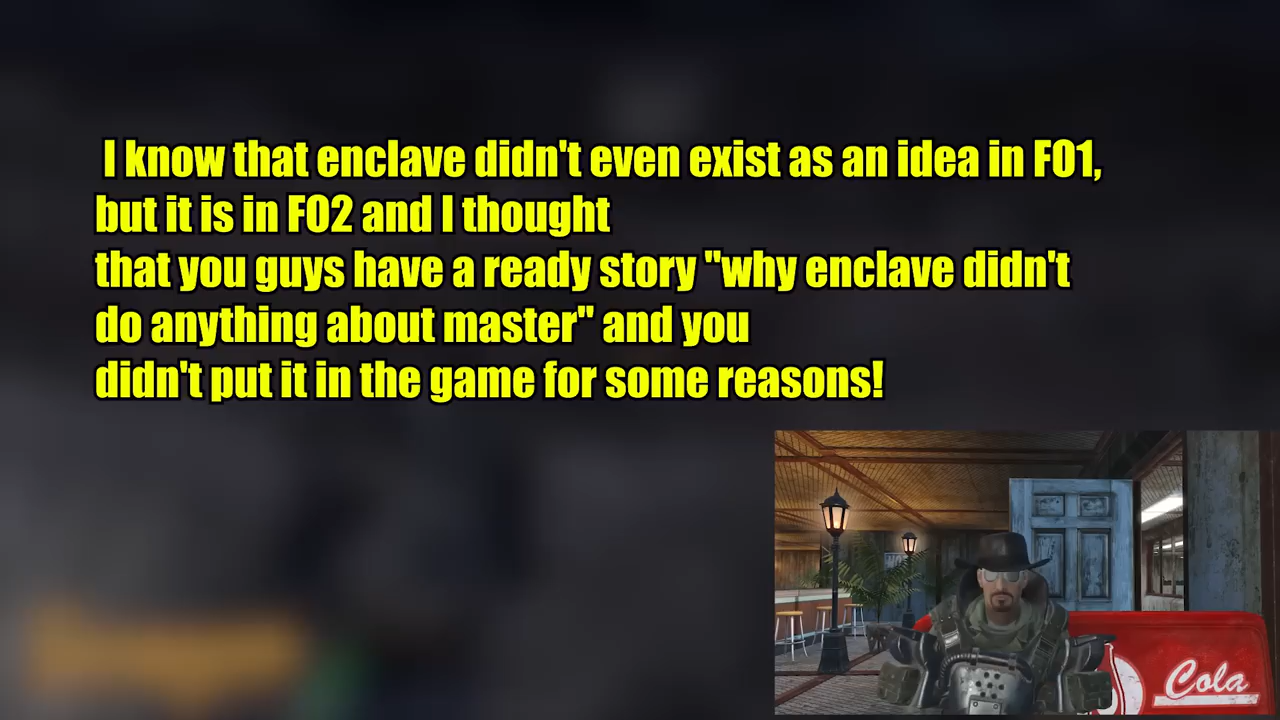 I know that enclave didn't even exist as an idea in FO1,
but it is in FO2 and I thought
that you guys have a ready story "why enclave didn't
do anything about master" and you
didn't put it in the game for some reasons!
Cola